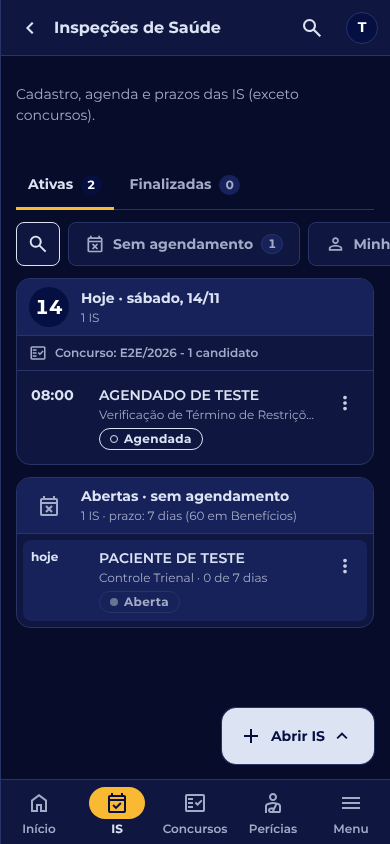 Inspeções de Saúde
T
Cadastro, agenda e prazos das IS (exceto
concursos).
Ativas 2 Finalizadas 0
Sem agendamento 1 Minh
14 Hoje · sábado, 14/11
1 IS
Concurso: E2E/2026 - 1 candidato
08:00 AGENDADO DE TESTE
Verificação de Término de Restriçõ...
Agendada
Abertas · sem agendamento
1 IS · prazo: 7 dias (60 em Benefícios)
hoje PACIENTE DE TESTE
Controle Trienal · 0 de 7 dias
Aberta
Abrir IS
Início IS Concursos Perícias Menu